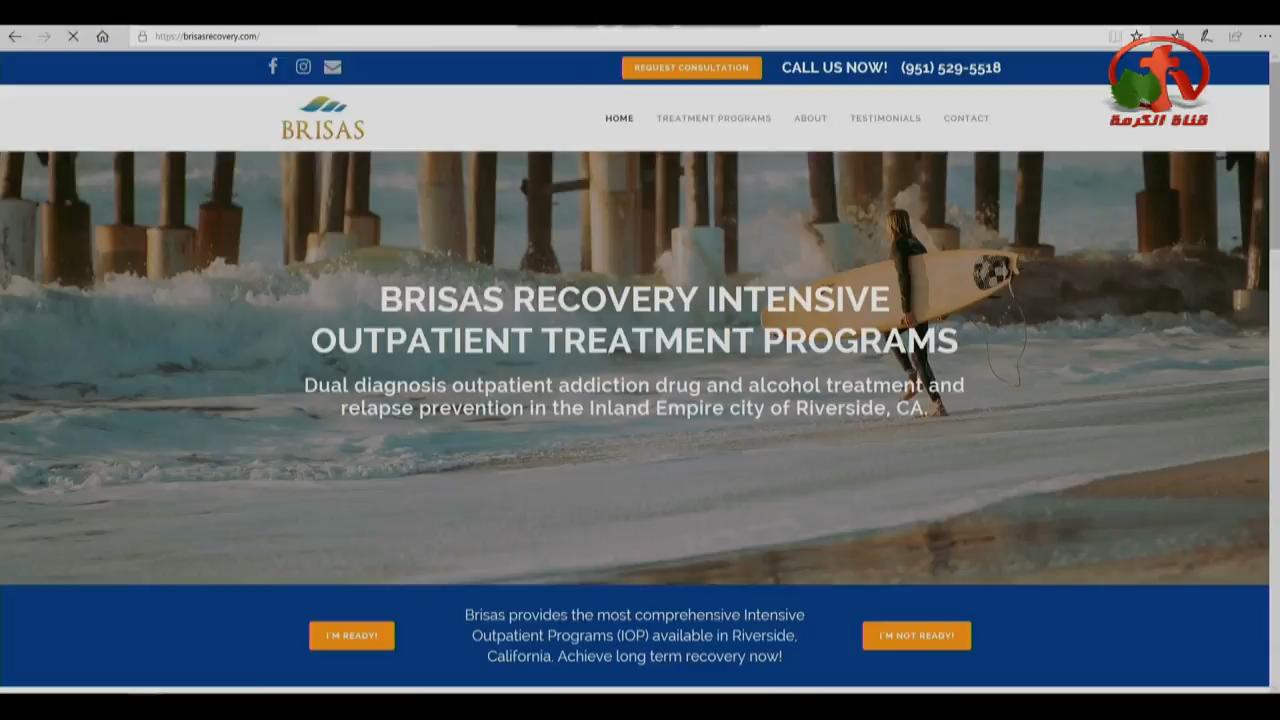 https://brisasrecovery.com/
REQUEST CONSULTATION
CALL US NOW! (951) 529-5518
قناة الكرمة
BRISAS
HOME
TREATMENT PROGRAMS
ABOUT
TESTIMONIALS
CONTACT
BRISAS RECOVERY INTENSIVE
OUTPATIENT TREATMENT PROGRAMS
Dual diagnosis outpatient addiction drug and alcohol treatment and
relapse prevention in the Inland Empire city of Riverside, CA.
I'M READY!
Brisas provides the most comprehensive Intensive
Outpatient Programs (IOP) available in Riverside,
California. Achieve long term recovery now!
I'M NOT READY!